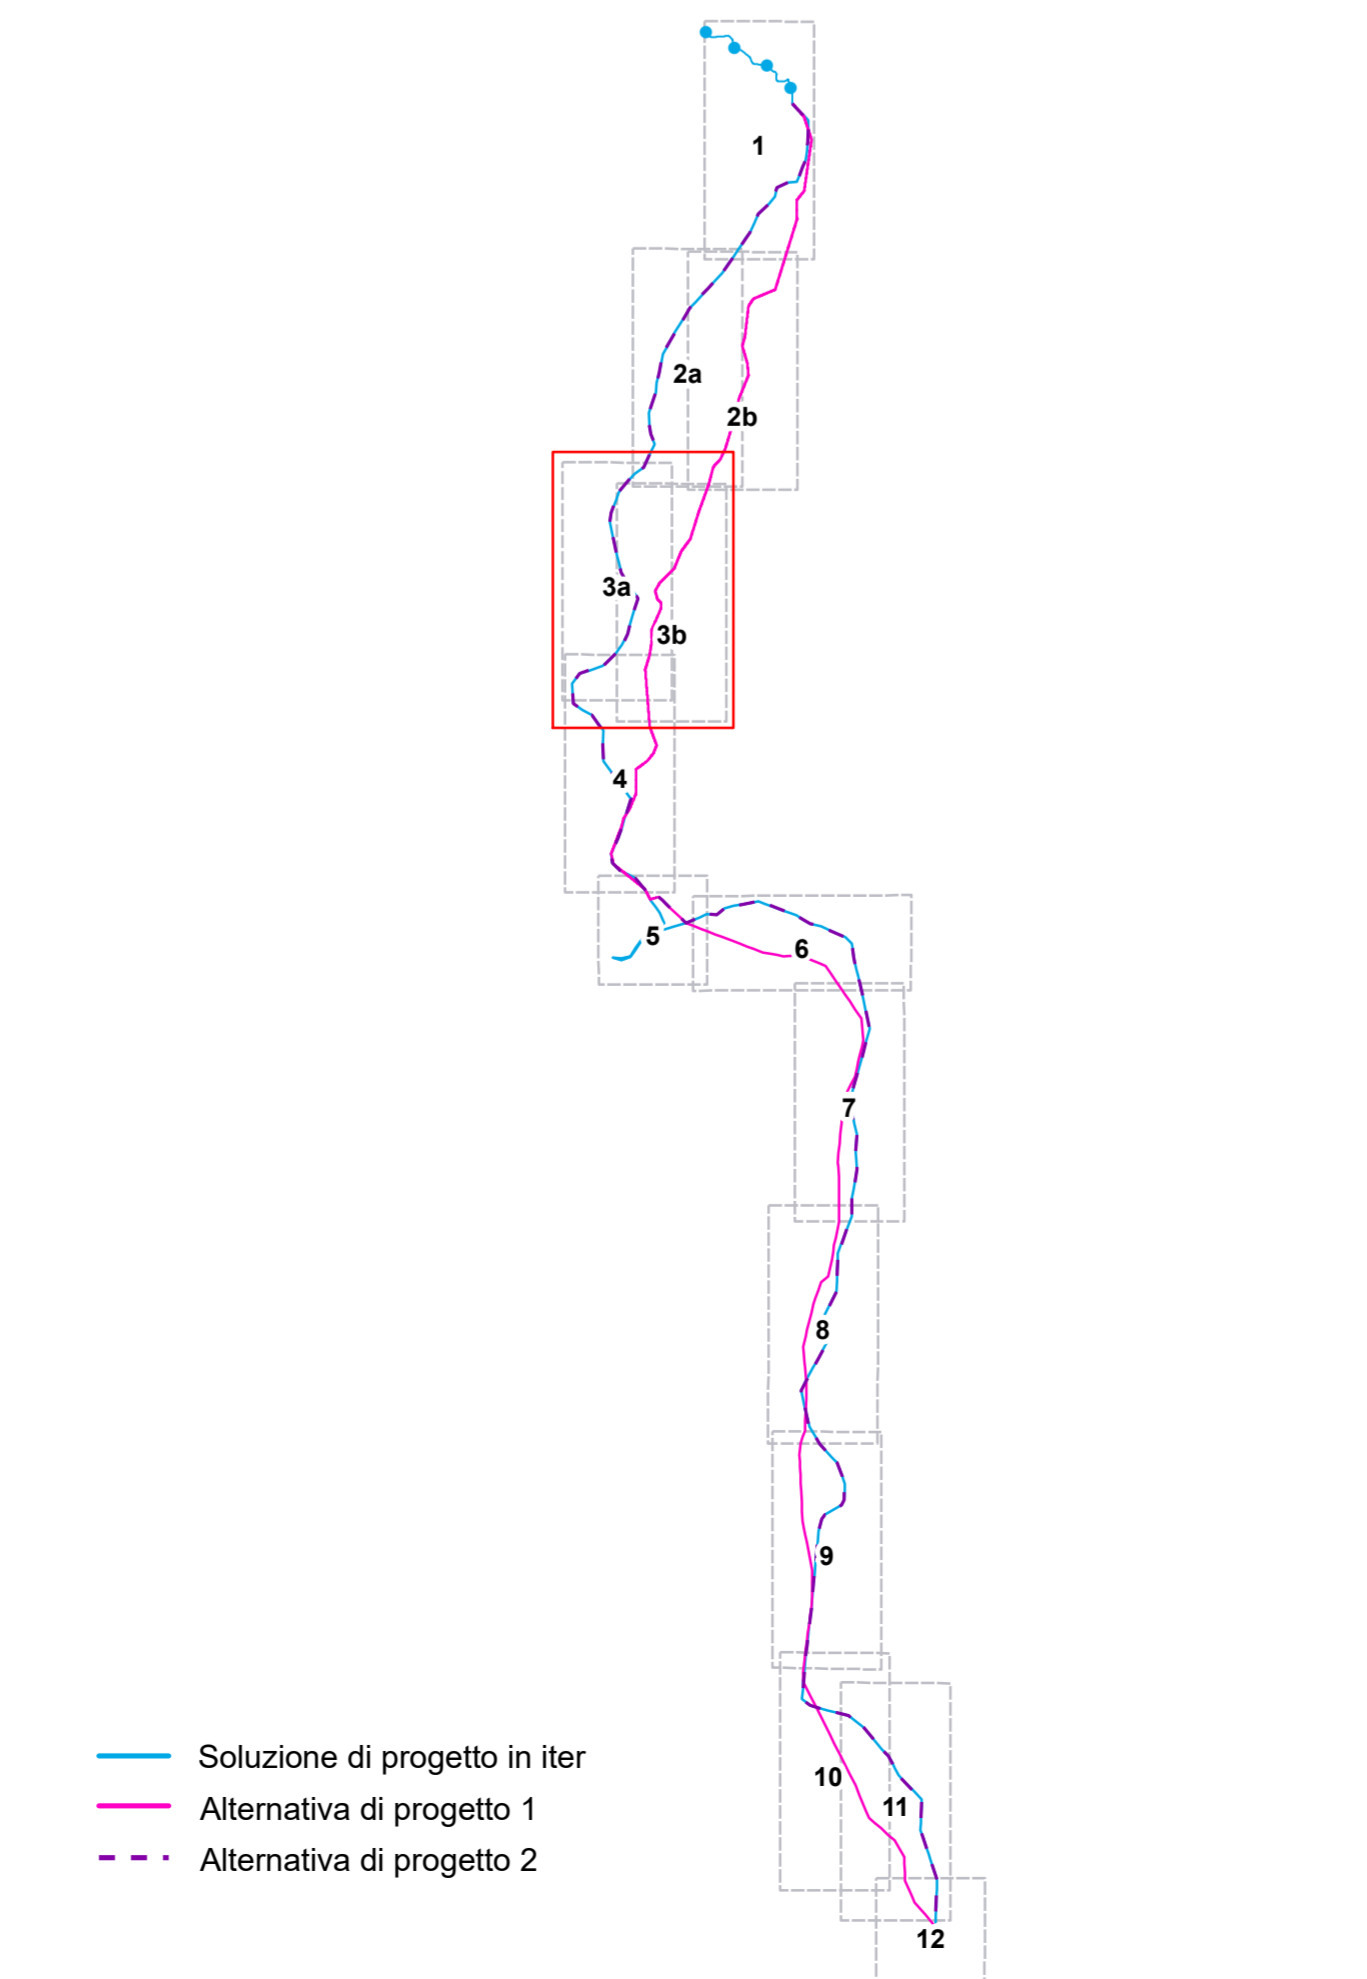 1
2a
2b
3a
3b
4
5
6
7
8
9
10
11
12
Soluzione di progetto in iter
Alternativa di progetto 1
Alternativa di progetto 2